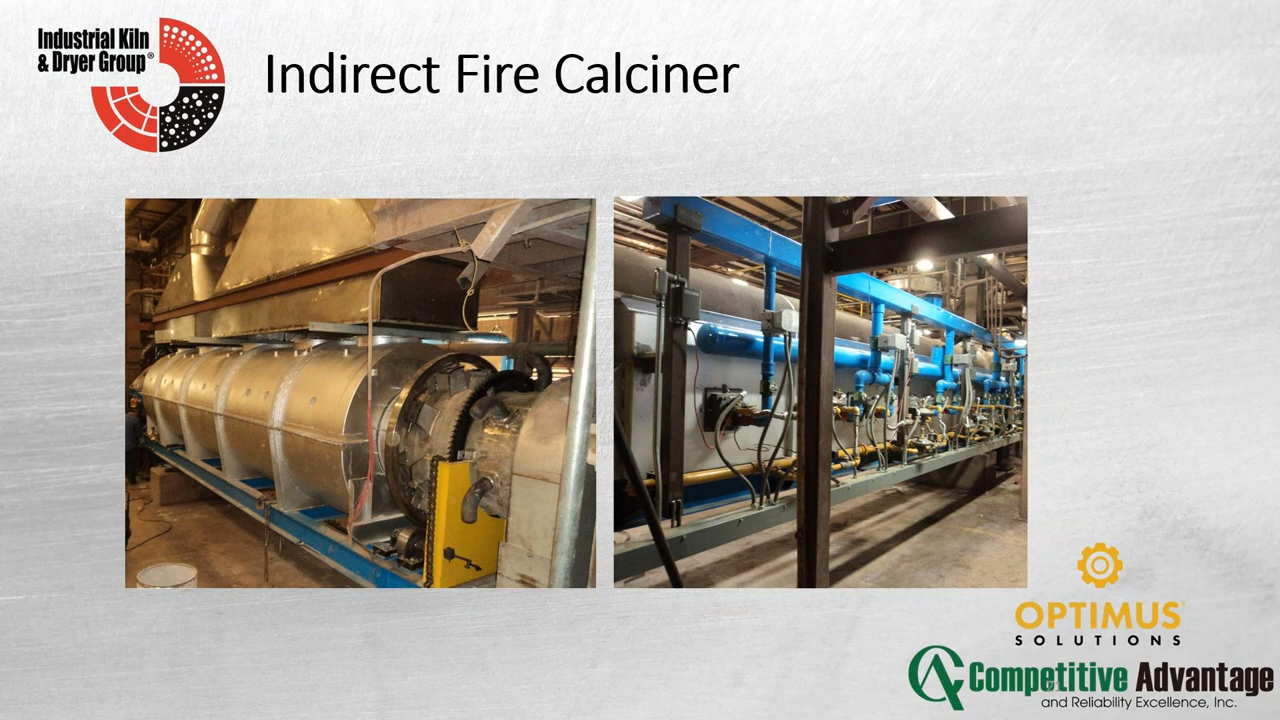 Industrial Kiln
& Dryer Group®
Indirect Fire Calciner
OPTIMUS
SOLUTIONS
Competitive Advantage
and Reliability Excellence, Inc.